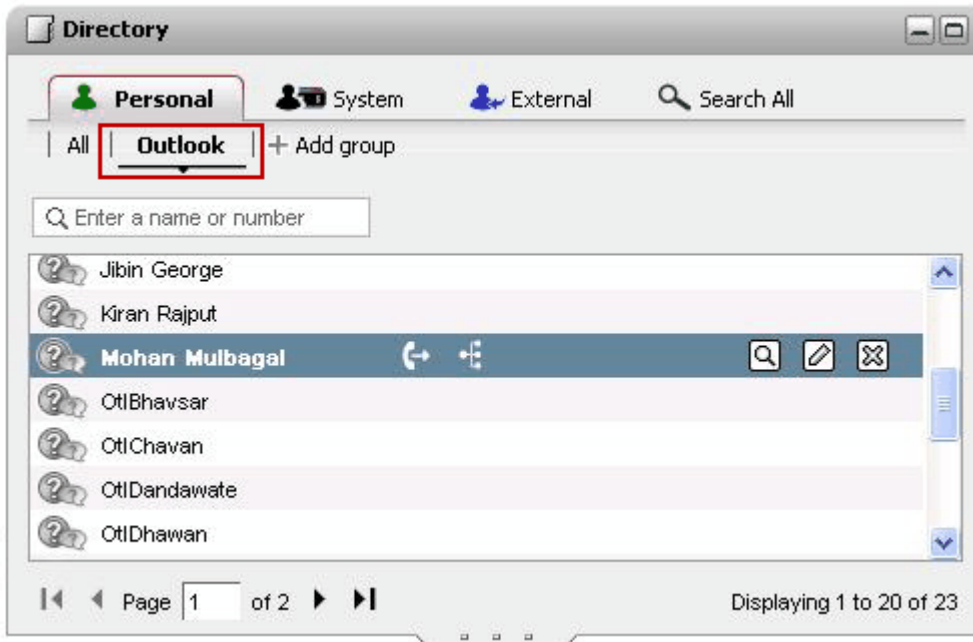 Directory
Personal System External Search All
All Outlook + Add group
Enter a name or number
Jibin George
Kiran Rajput
Mohan Mulbagal
OtlBhavsar
OtlChavan
OtlDandawate
OtlDhawan
Page 1 of 2 Displaying 1 to 20 of 23